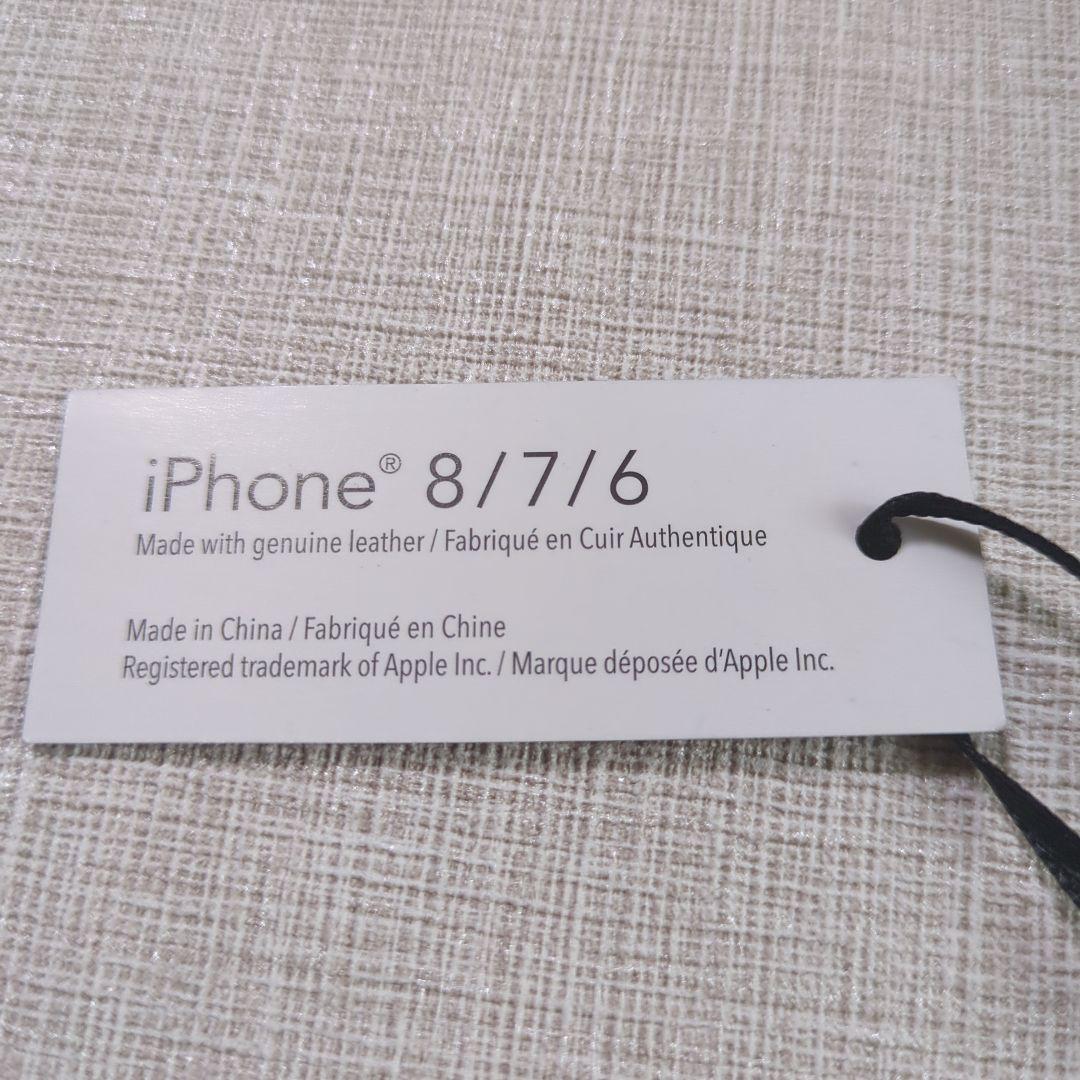 iPhone® 8/7/6
Made with genuine leather / Fabriqué en Cuir Authentique
Made in China / Fabriqué en Chine
Registered trademark of Apple Inc. / Marque déposée d'Apple Inc.